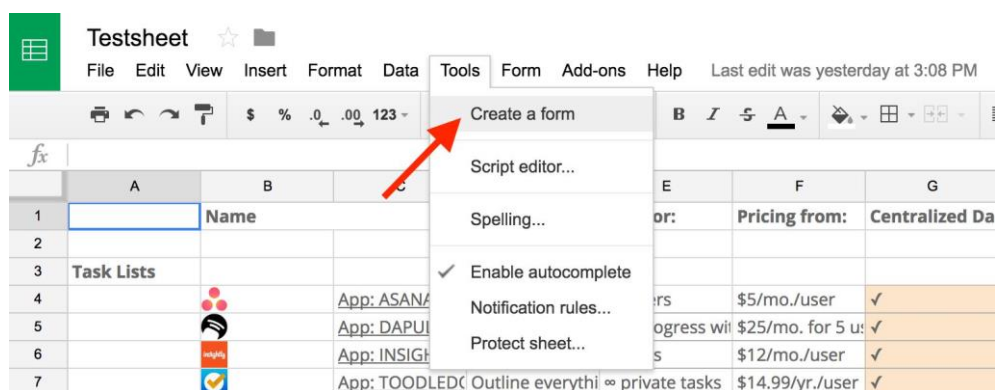 Testsheet
File Edit View Insert Format Data Tools Form Add-ons Help Last edit was yesterday at 3:08 PM
$ % .0 .00 123 B I S A
Create a form
Script editor...
Spelling...
Enable autocomplete
Notification rules...
Protect sheet...
fx
A B C E F G
1 Name or: Pricing from: Centralized Da
2
3 Task Lists
4 App: ASANA ers $5/mo./user ✓
5 App: DAPUL ogress wit $25/mo. for 5 us ✓
6 insightly App: INSIGH s $12/mo./user ✓
7 App: TOODLEDO Outline everythi ∞ private tasks $14.99/yr./user ✓